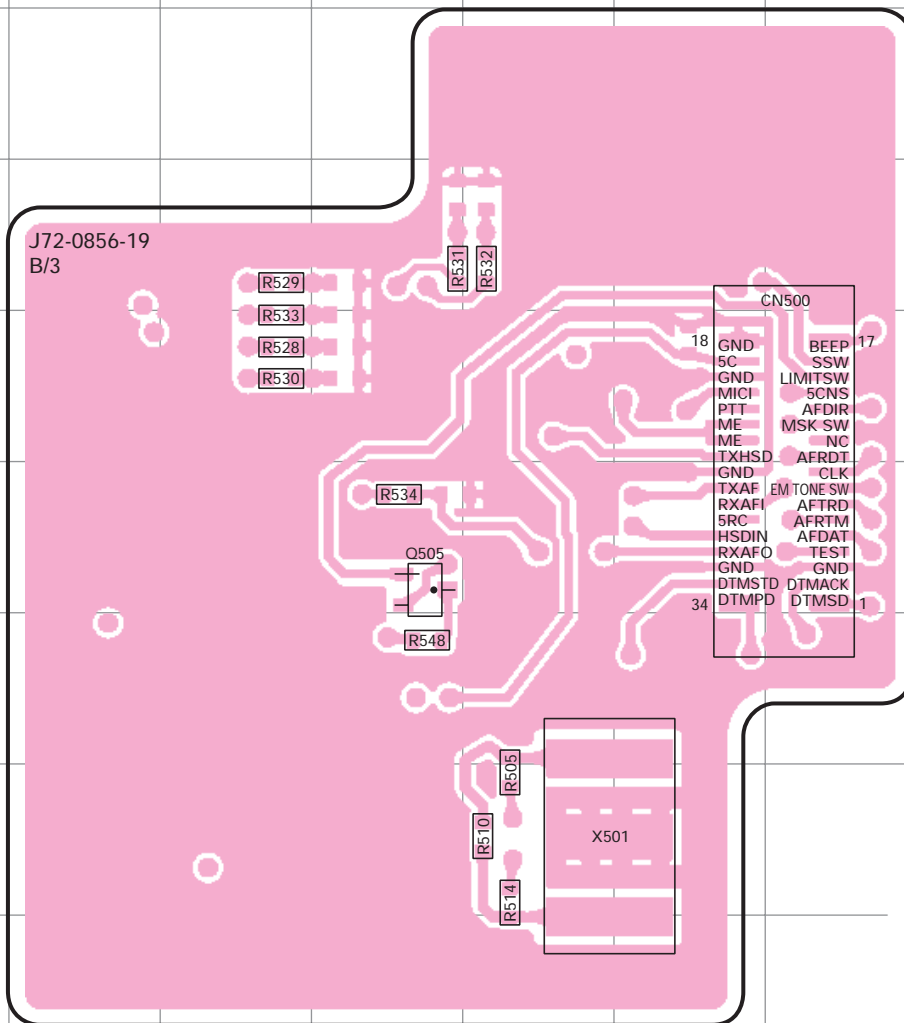 J72-0856-19
B/3
R529
R533
R528
R530
R531
R532
R534
Q505
R548
CN500
18
17
GND
5C
GND
MICI
PTT
ME
ME
TXHSD
GND
TXAF
RXAFI
5RC
HSDIN
RXAFO
GND
DTMSTD
DTMPD
34
BEEP
SSW
LIMITSW
5CNS
AFDIR
MSK SW
NC
AFRDT
CLK
EM TONE SW
AFTRD
AFRTM
AFDAT
TEST
GND
DTMACK
DTMSD
1
R505
R510
R514
X501